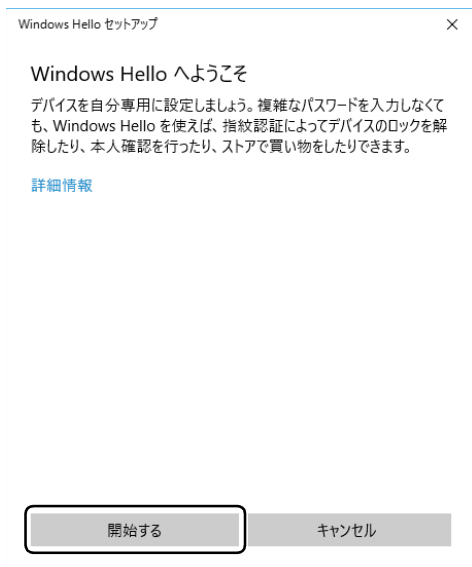 Windows Hello セットアップ
Windows Hello へようこそ
デバイスを自分専用に設定しましょう。複雑なパスワードを入力しなくて
も、Windows Hello を使えば、指紋認証によってデバイスのロックを解
除したり、本人確認を行ったり、ストアで買い物をしたりできます。
詳細情報
開始する
キャンセル